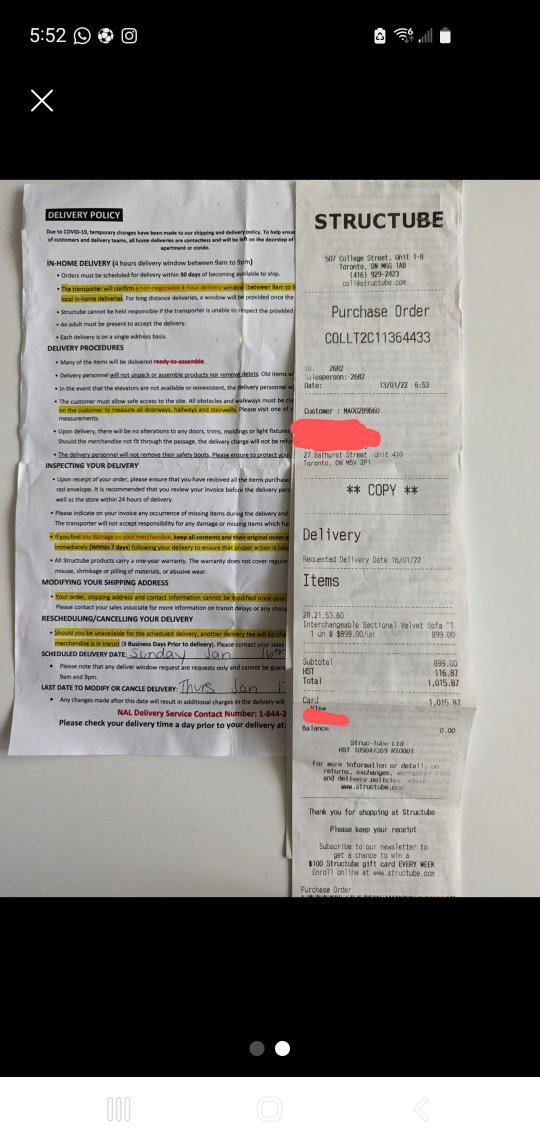 5:52
DELIVERY POLICY
Due to COVID-19, temporary changes have been made to our shipping and delivery policy. To help ensu
of customers and delivery teams, all home deliveries are contactless and will be left on the doorstep of
apartment or condo.
IN-HOME DELIVERY (4 hours delivery window between 9am to 9pm)
• Orders must be scheduled for delivery within 30 days of becoming available to ship.
• The transporter will confirm a non-negotiable 4-hour delivery window (between 9am to 9
local in-home deliveries. For long distance deliveries, a window will be provided once the
• Structube cannot be held responsible if the transporter is unable to respect the provided
• An adult must be present to accept the delivery.
• Each delivery is on a single address basis.
DELIVERY PROCEDURES
• Many of the items will be delivered ready-to-assemble.
• Delivery personnel will not unpack or assemble products nor remove debris. Old items w
• In the event that the elevators are not available or nonexistent, the delivery personnel w
• The customer must allow safe access to the site. All obstacles and walkways must be cle
on the customer to measure all doorways, hallways and stairwells. Please visit one of o
measurements.
• Upon delivery, there will be no alterations to any doors, trims, moldings or light fixtures
Should the merchandise not fit through the passage, the delivery charge will not be refu
• The delivery personnel will not remove their safety boots. Please ensure to protect your
INSPECTING YOUR DELIVERY
• Upon receipt of your order, please ensure that you have received all the items purchase
red envelope. It is recommended that you review your invoice before the delivery pers
well as the store within 24 hours of delivery.
• Please indicate on your invoice any occurrence of missing items during the delivery and
The transporter will not accept responsibility for any damage or missing items which ha
• If you find any damage on your merchandise, keep all contents and their original outer a
immediately (Within 7 days) following your delivery to ensure that proper action is take
• All Structube products carry a one-year warranty. The warranty does not cover regular
misuse, shrinkage or pilling of materials, or abusive wear.
MODIFYING YOUR SHIPPING ADDRESS
• Your order, shipping address and contact information cannot be modified once your
Please contact your sales associate for more information on transit delays or any chang
RESCHEDULING/CANCELLING YOUR DELIVERY
• Should you be unavailable for the scheduled delivery, another delivery fee will be cha
merchandise is in transit (3 Business Days Prior to delivery). Please contact your sales
SCHEDULED DELIVERY DATE: Sunday Jan 16th
• Please note that any deliver window request are requests only and cannot be guara
9am and 9pm.
LAST DATE TO MODIFY OR CANCLE DELIVERY: Thurs Jan 1
• Any changes made after this date will result in additional charges as the delivery
NAL Delivery Service Contact Number: 1-844-2
Please check your delivery time a day prior to your delivery at:
STRUCTUBE
507 College Street, Unit 1-8
Toronto, ON M6G 1A8
(416) 929-2423
coll@structube.com
Purchase Order
COLLT2C11364433
ID: 2682
Salesperson: 2682
Date: 13/01/22 6:53
Customer : MA00289660
27 Bathurst Street Unit 410
Toronto, ON M5V 2P1
** COPY **
Delivery
Requested Delivery Date 16/01/22
Items
28.21.53.60
Interchangeable Sectional Velvet Sofa "T
1 un @ $899.00/un 899.00
Subtotal 899.00
HST 116.87
Total 1,015.87
Card 1,015.87
Visa
Balance 0.00
Struc-Tube Ltd
HST RT0001
For more information or details on
returns, exchanges, warranty
and delivery policies visit
www.structube.com
Thank you for shopping at Structube
Please keep your receipt
Subscribe to our newsletter to
get a chance to win a
$100 Structube gift card EVERY WEEK
Enroll online at www.structube.com
Purchase Order